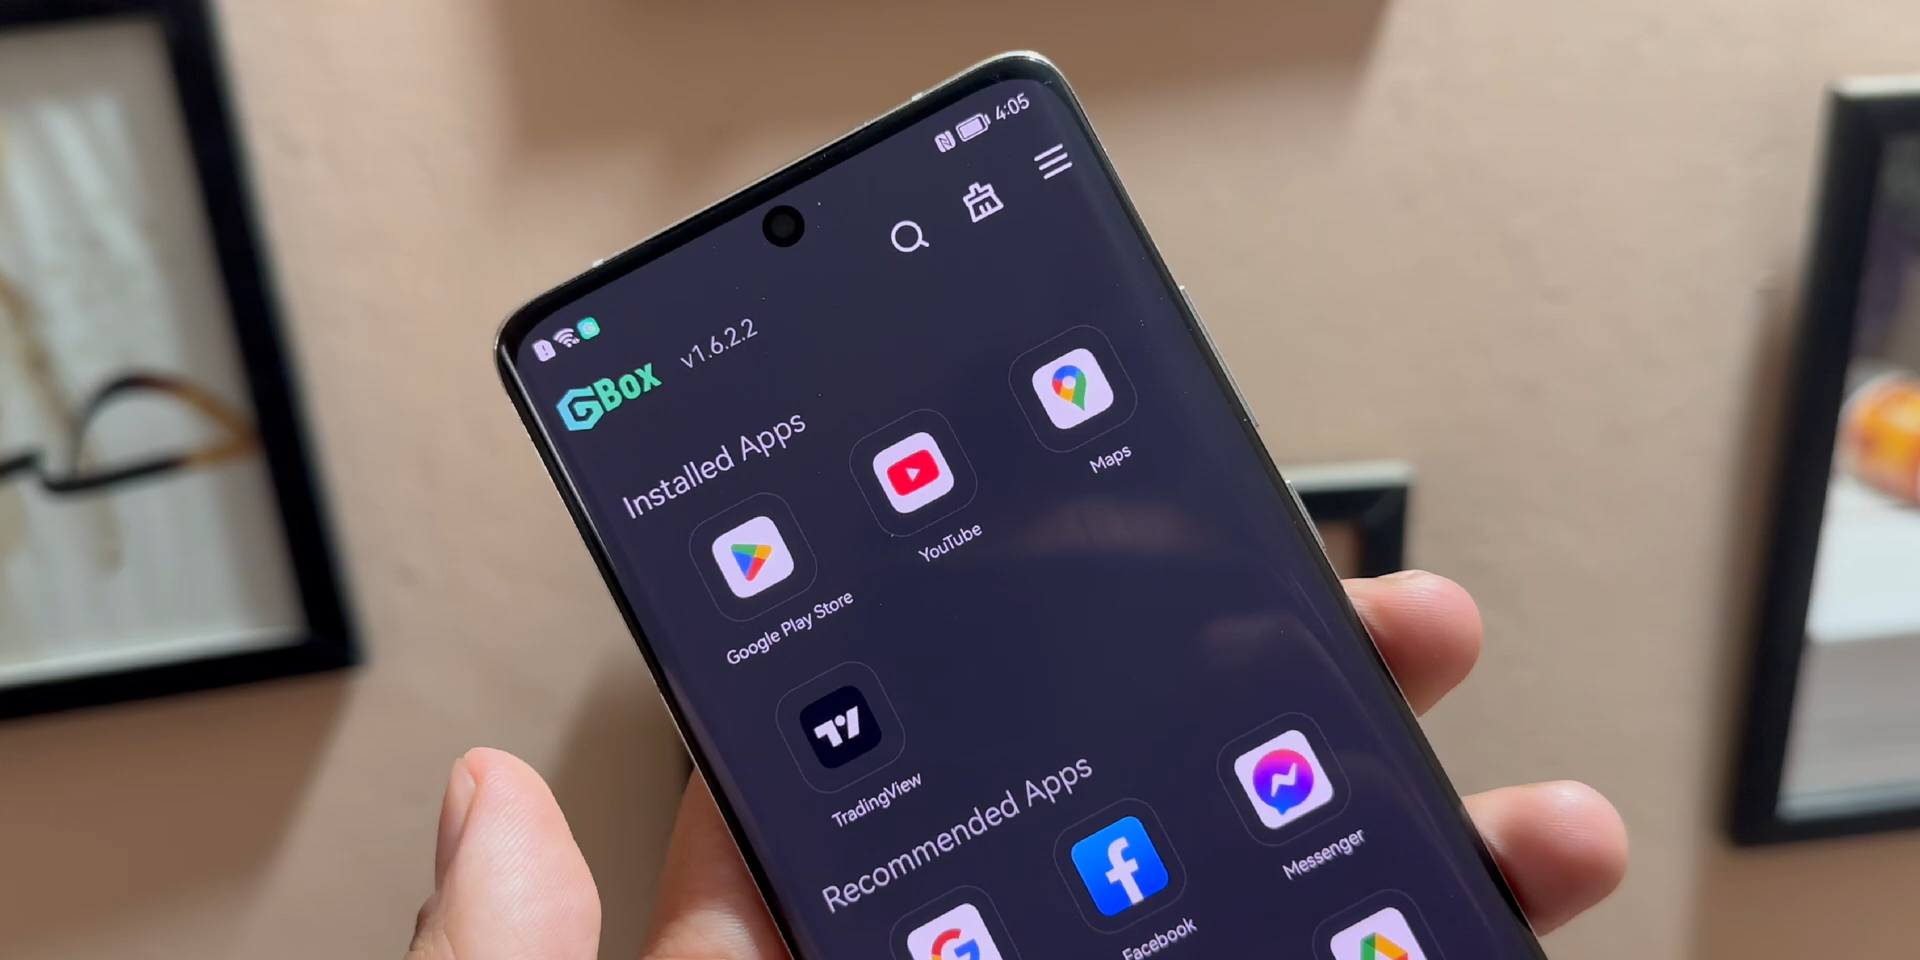 4:05
GBox v1.6.2.2
Installed Apps
Google Play Store
YouTube
Maps
TradingView
Recommended Apps
Facebook
Messenger